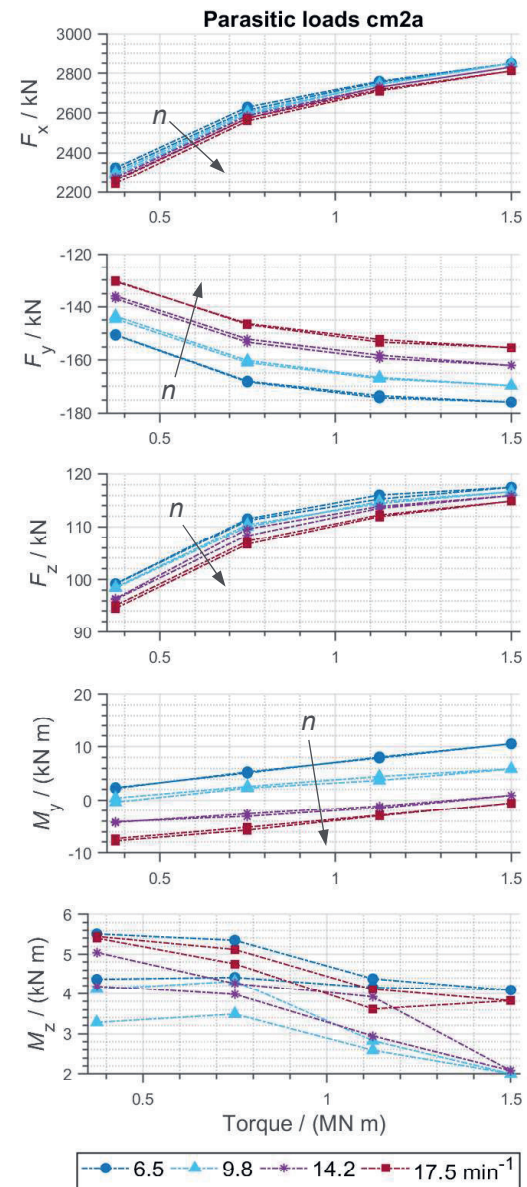 Parasitic loads cm2a
3000
2800
2600
2400
2200
F_x / kN
n
0.5 1 1.5
-120
-140
-160
-180
F_y / kN
n
0.5 1 1.5
120
110
100
90
F_z / kN
n
0.5 1 1.5
20
10
0
-10
M_y / (kN m)
n
0.5 1 1.5
6
5
4
3
2
M_z / (kN m)
0.5 1 1.5
Torque / (MN m)
6.5 9.8 14.2 17.5 min⁻¹